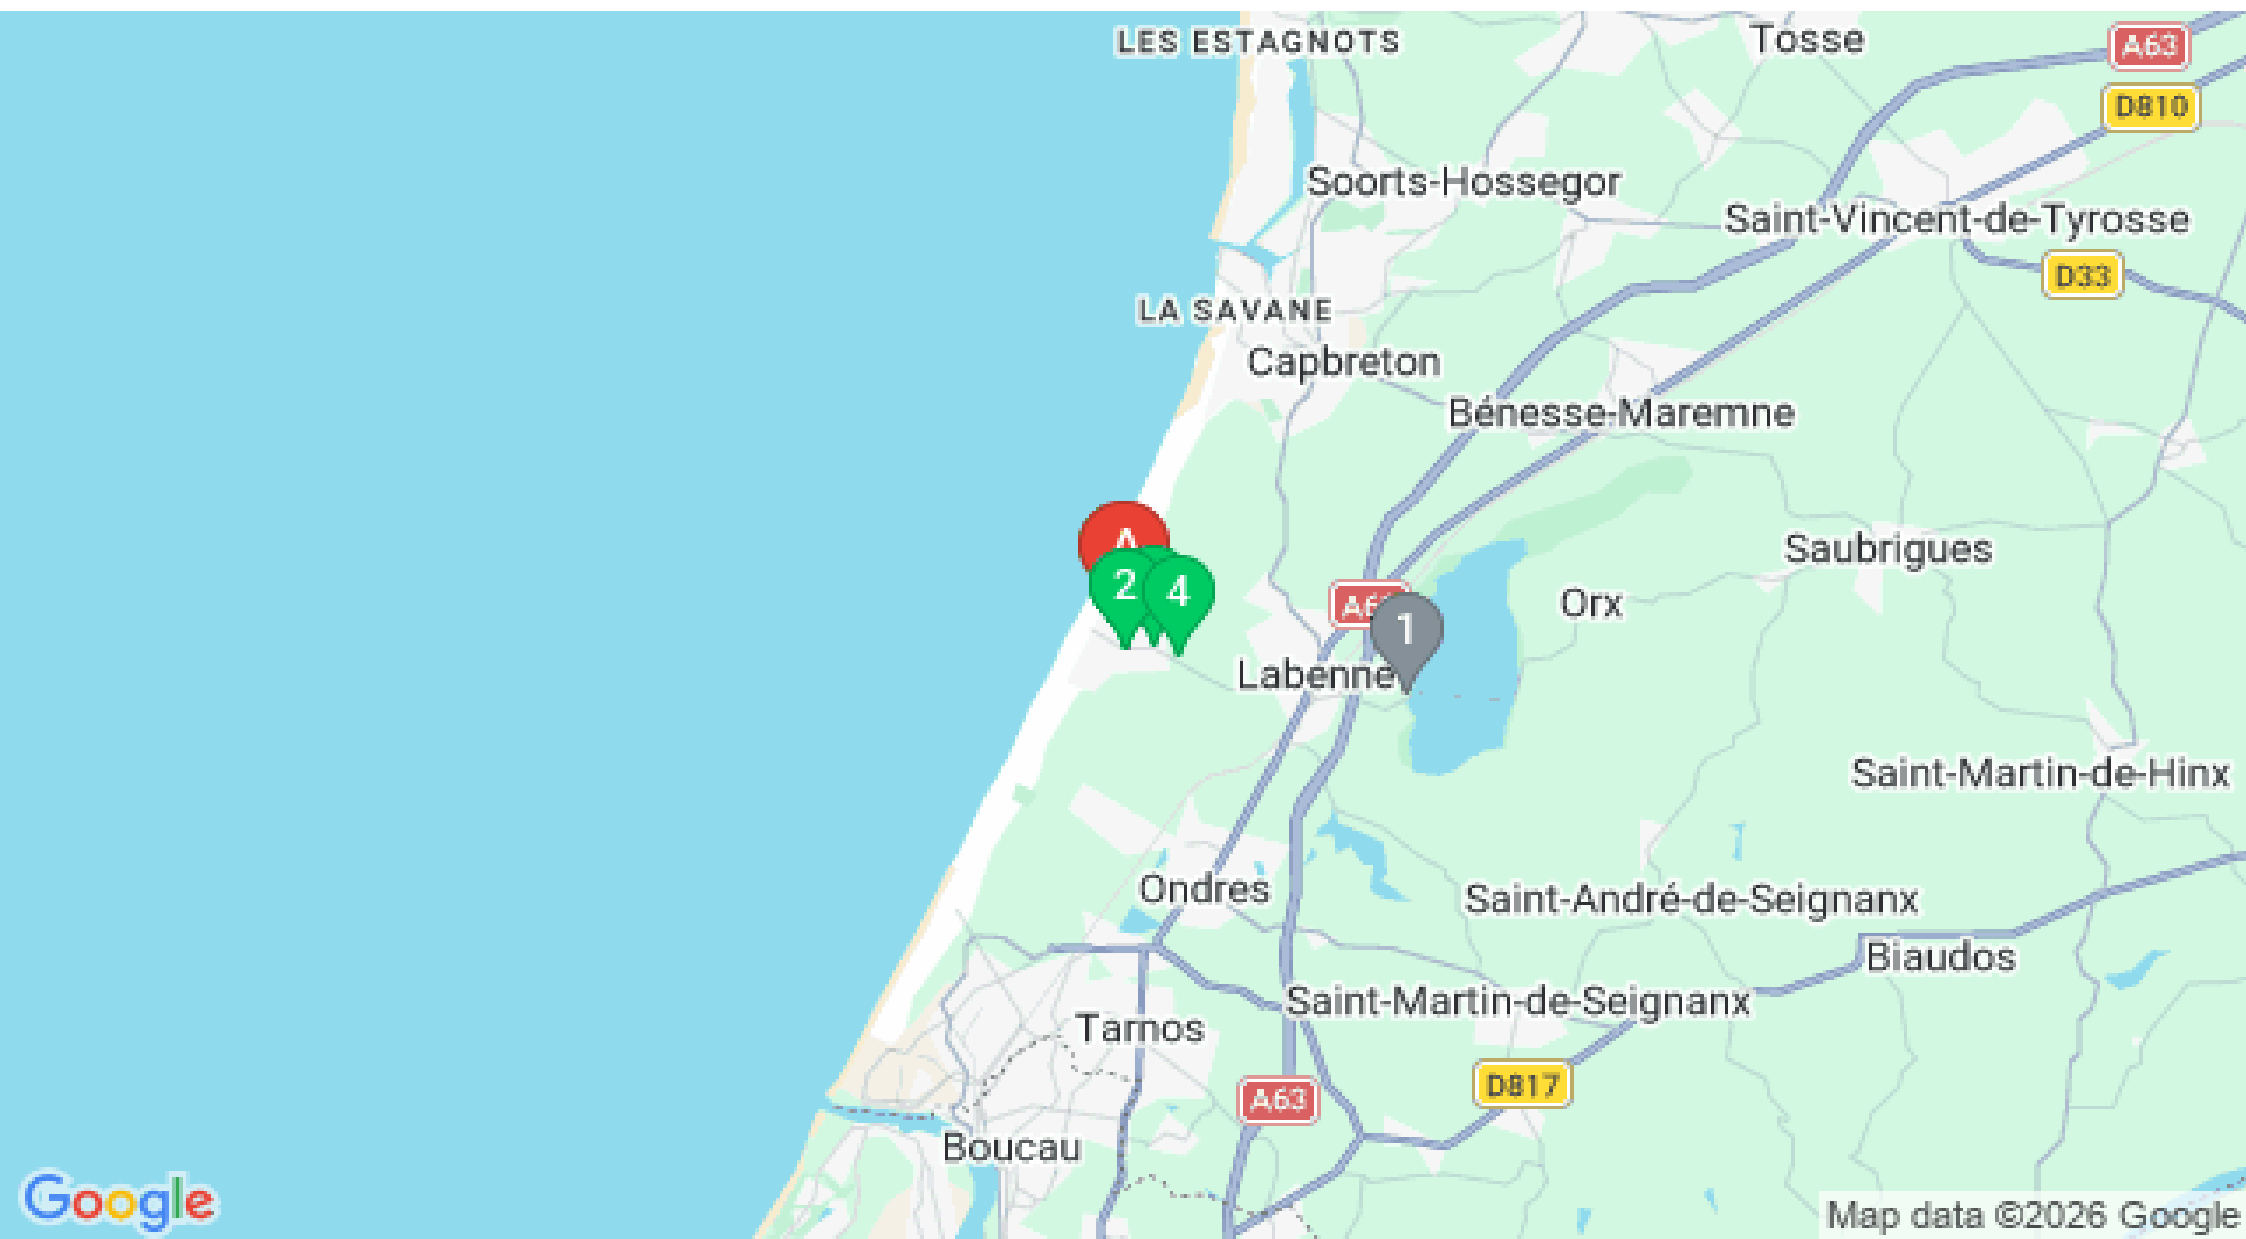 LES ESTAGNOTS
Tosse
A63
D810
Soorts-Hossegor
Saint-Vincent-de-Tyrosse
D33
LA SAVANE
Capbreton
Bénesse-Maremne
A
2
4
Saubrigues
Orx
1
Labenne
Saint-Martin-de-Hinx
Ondres
Saint-André-de-Seignanx
Biaudos
Saint-Martin-de-Seignanx
Tarnos
D817
A63
Boucau
Google
Map data ©2026 Google